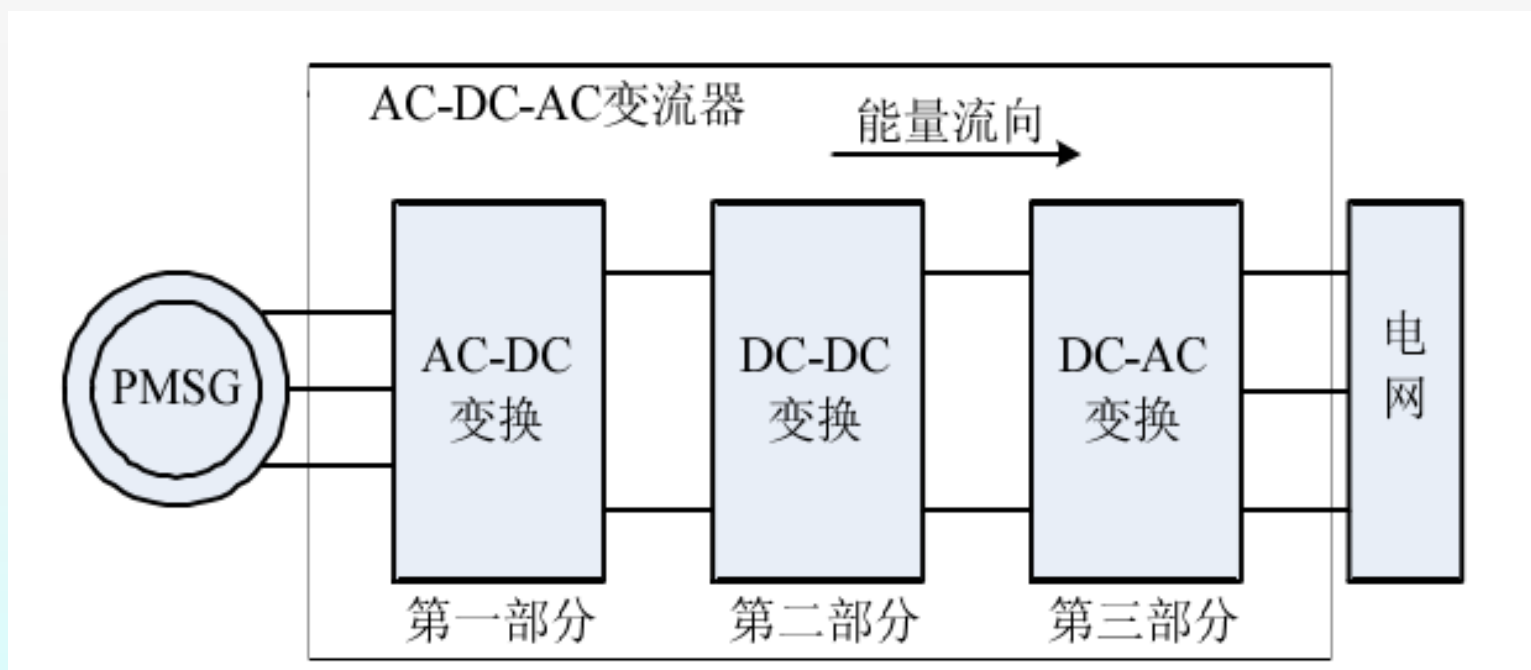 AC-DC-AC变流器
能量流向
PMSG
AC-DC
变换
DC-DC
变换
DC-AC
变换
电
网
第一部分
第二部分
第三部分